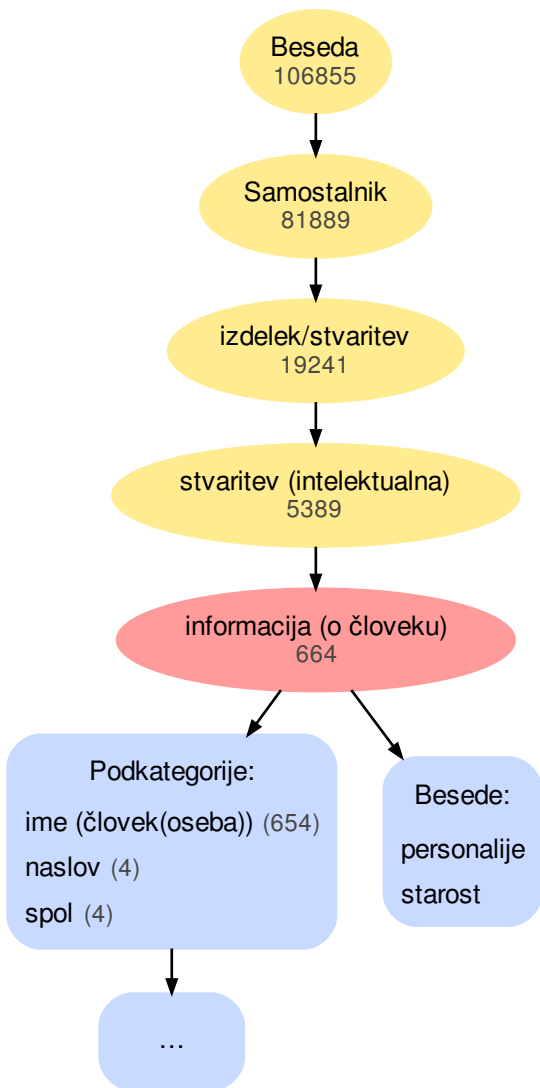 Beseda
106855
Samostalnik
81889
izdelek/stvaritev
19241
stvaritev (intelektualna)
5389
informacija (o človeku)
664
Podkategorije:
ime (človek(oseba)) (654)
naslov (4)
spol (4)
Besede:
personalije
starost
...